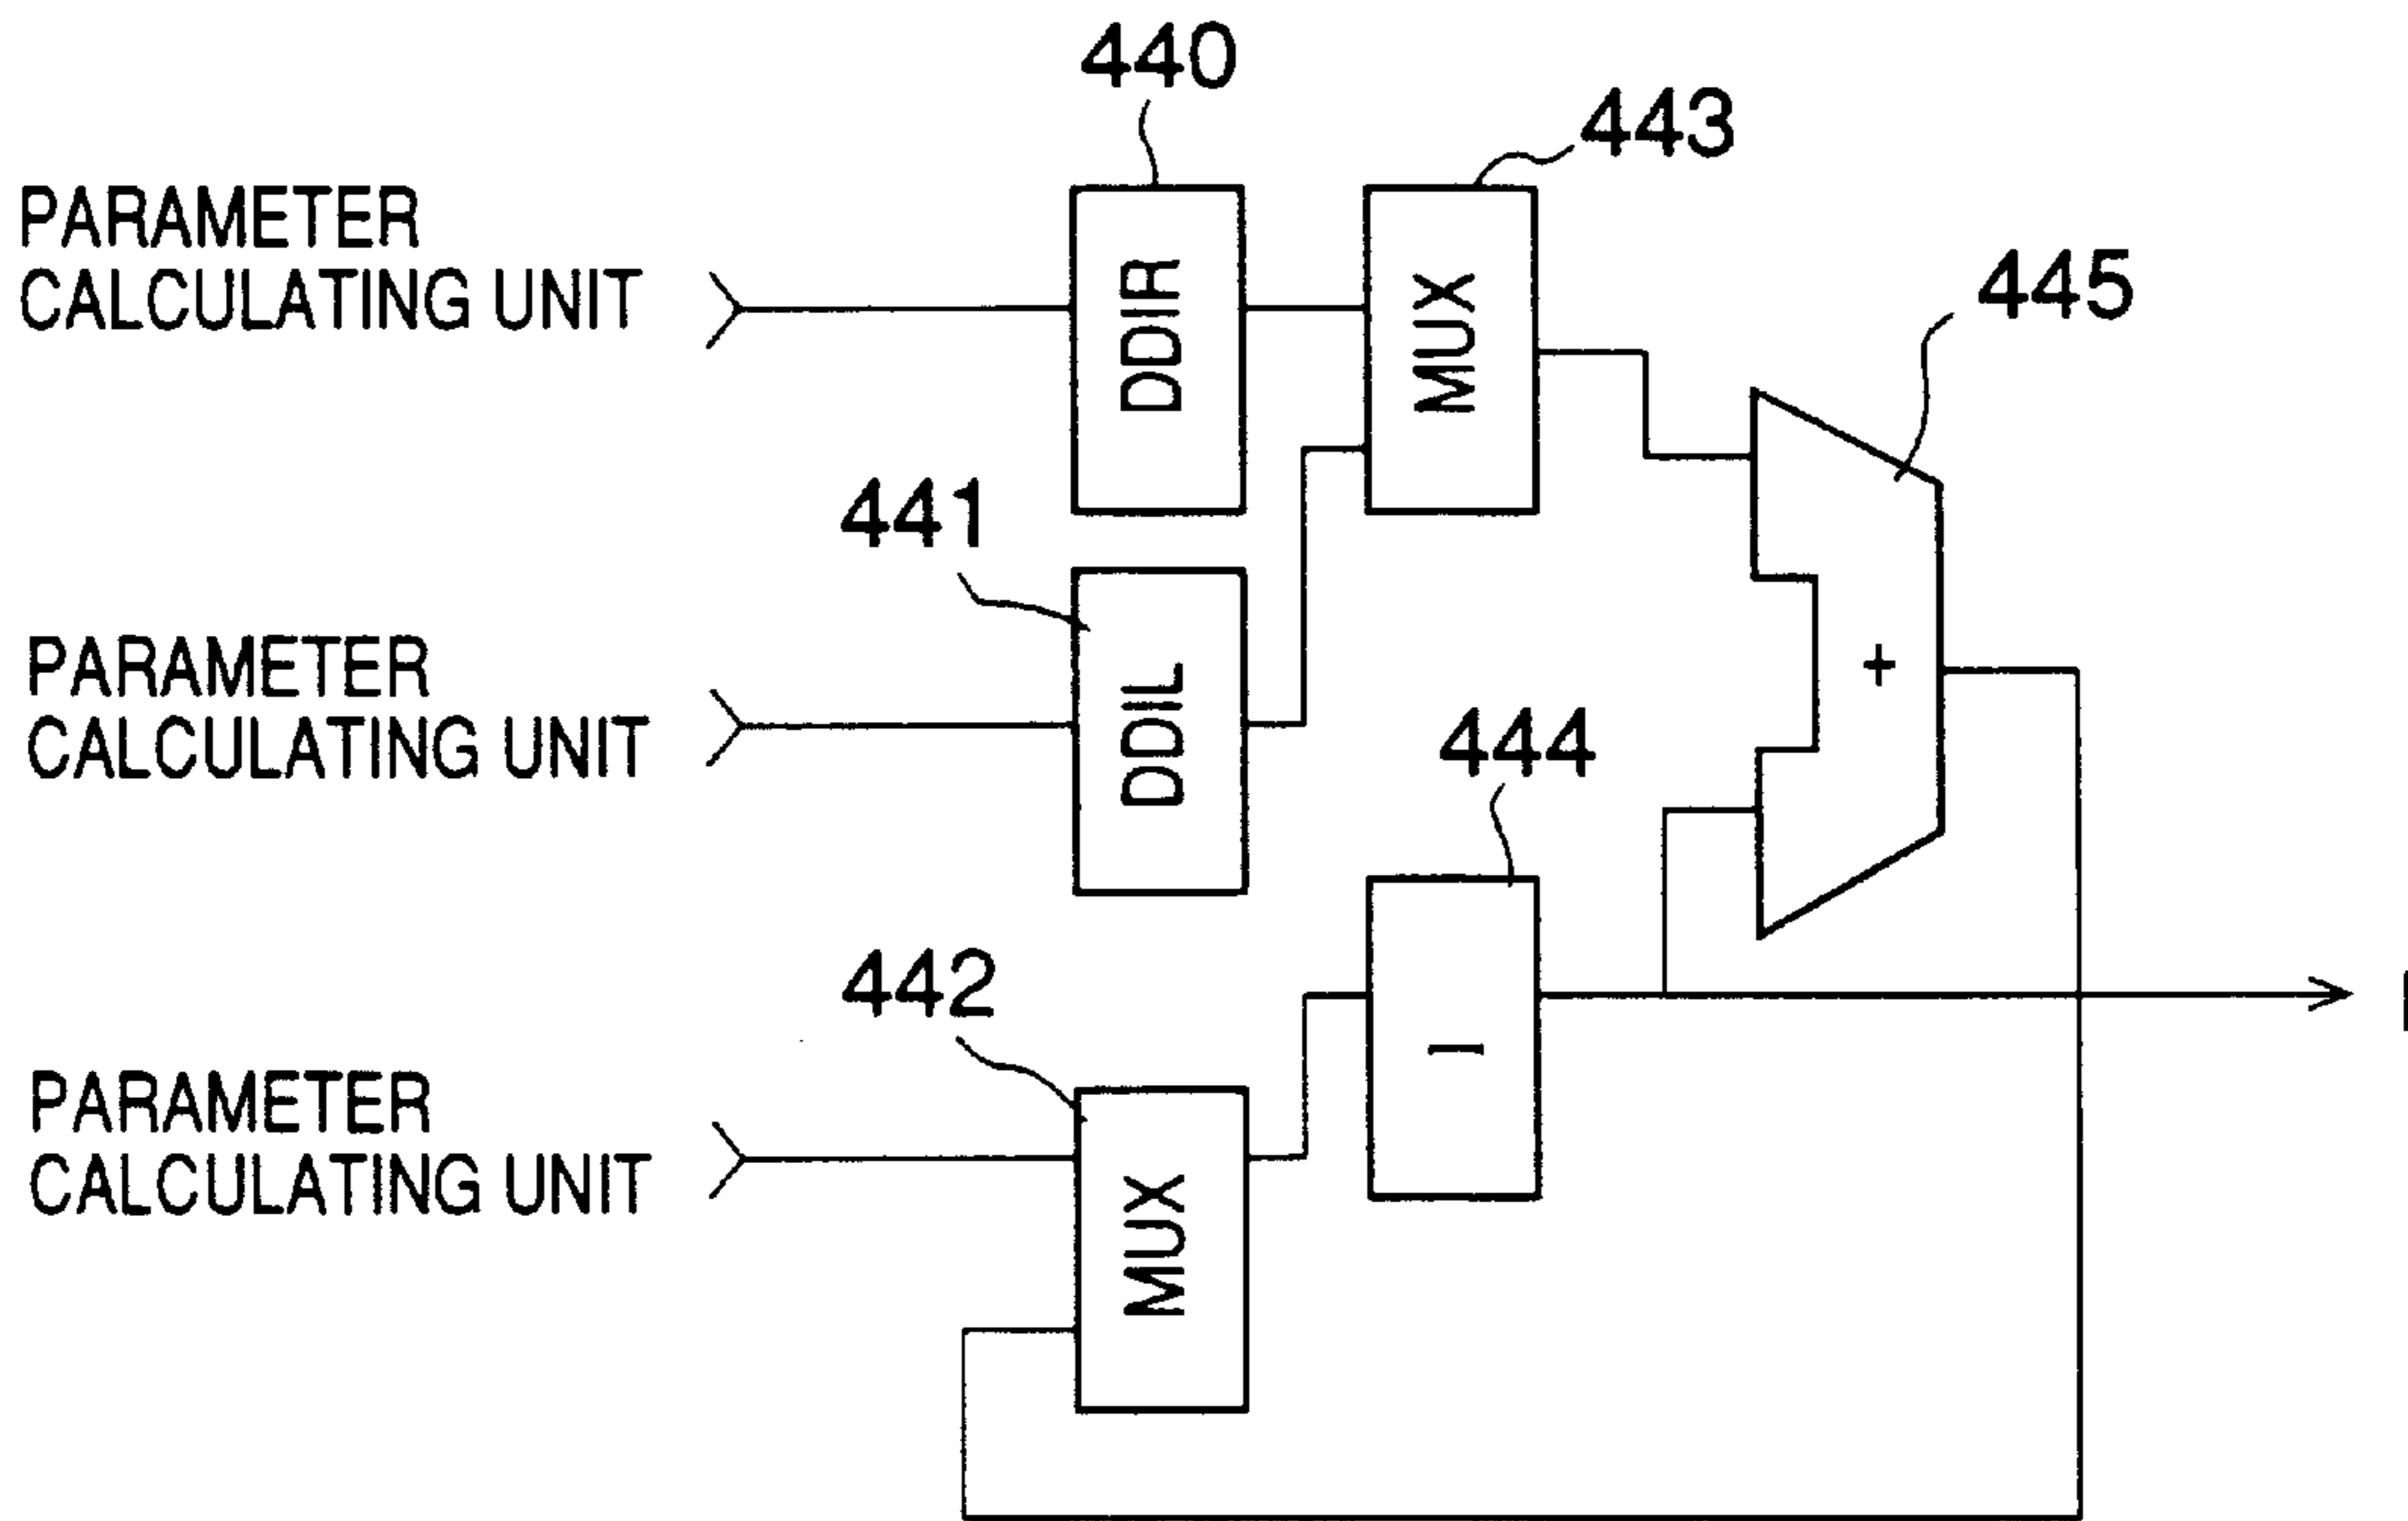 440
443
PARAMETER
CALCULATING UNIT
DDIR
MUX
445
441
PARAMETER
CALCULATING UNIT
DDIL
+
444
442
I
PARAMETER
CALCULATING UNIT
MUX